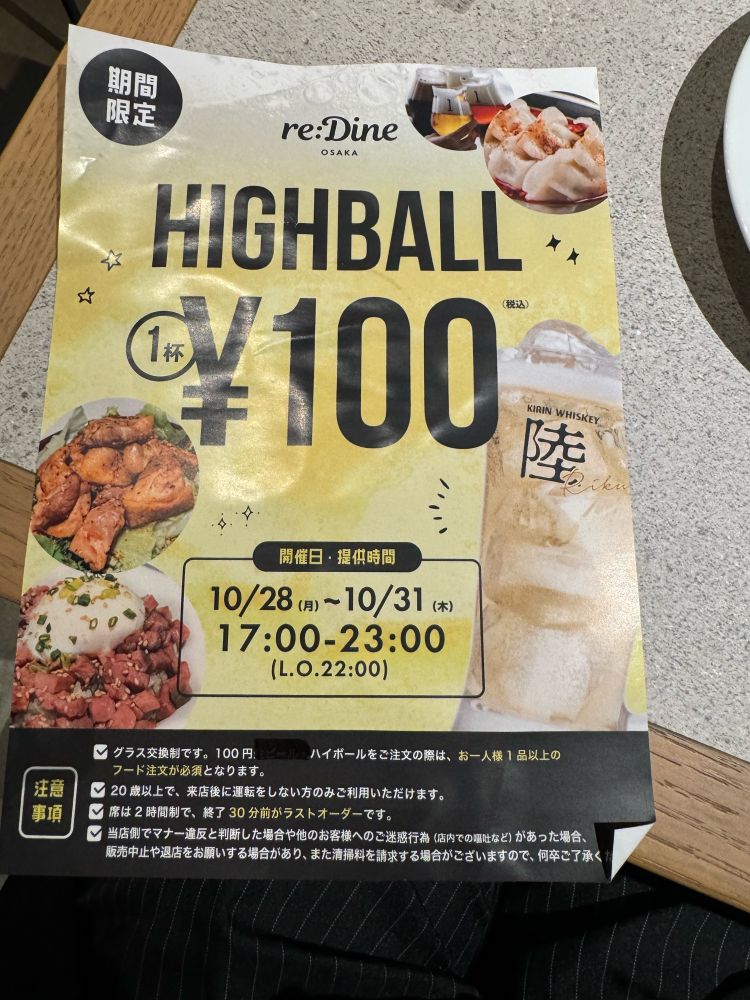 期間
限定
re:Dine
OSAKA
HIGHBALL
1杯
¥100
(税込)
KIRIN WHISKEY
陸
Riku
開催日・提供時間
10/28(月)~10/31(木)
17:00-23:00
(L.O.22:00)
注意
事項
グラス交換制です。100円 ハイボールをご注文の際は、お一人様1品以上の
フード注文が必須となります。
20歳以上で、来店後に運転をしない方のみご利用いただけます。
席は2時間制で、終了30分前がラストオーダーです。
当店側でマナー違反と判断した場合や他のお客様へのご迷惑行為(店内での嘔吐など)があった場合、
販売中止や退店をお願いする場合があり、また清掃料を請求する場合がございますので、何卒ご了承く